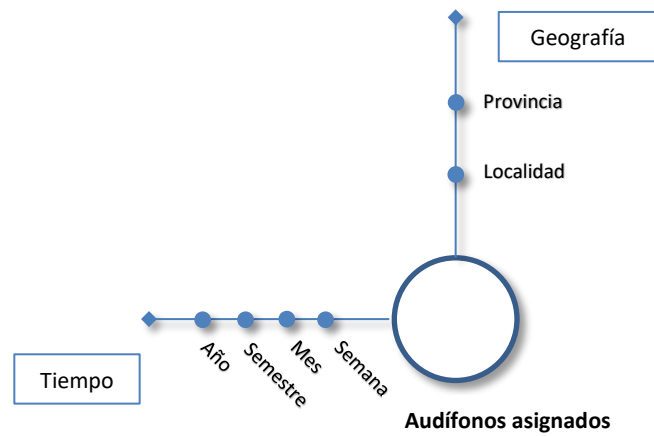 Geografía
Provincia
Localidad
Año
Semestre
Mes
Semana
Tiempo
Audífonos asignados